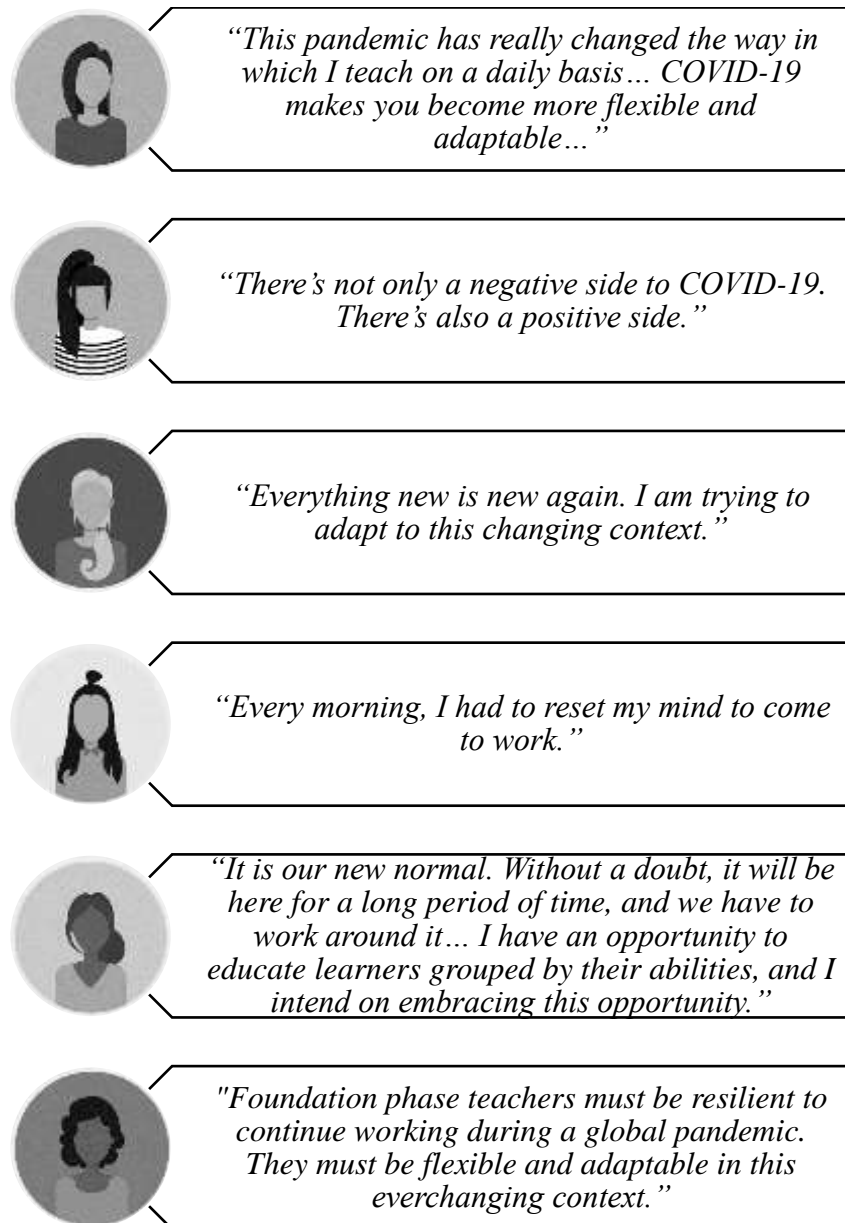 “This pandemic has really changed the way in
which I teach on a daily basis… COVID-19
makes you become more flexible and
adaptable…”
“There’s not only a negative side to COVID-19.
There’s also a positive side.”
“Everything new is new again. I am trying to
adapt to this changing context.”
“Every morning, I had to reset my mind to come
to work.”
“It is our new normal. Without a doubt, it will be
here for a long period of time, and we have to
work around it… I have an opportunity to
educate learners grouped by their abilities, and I
intend on embracing this opportunity.”
"Foundation phase teachers must be resilient to
continue working during a global pandemic.
They must be flexible and adaptable in this
everchanging context.”